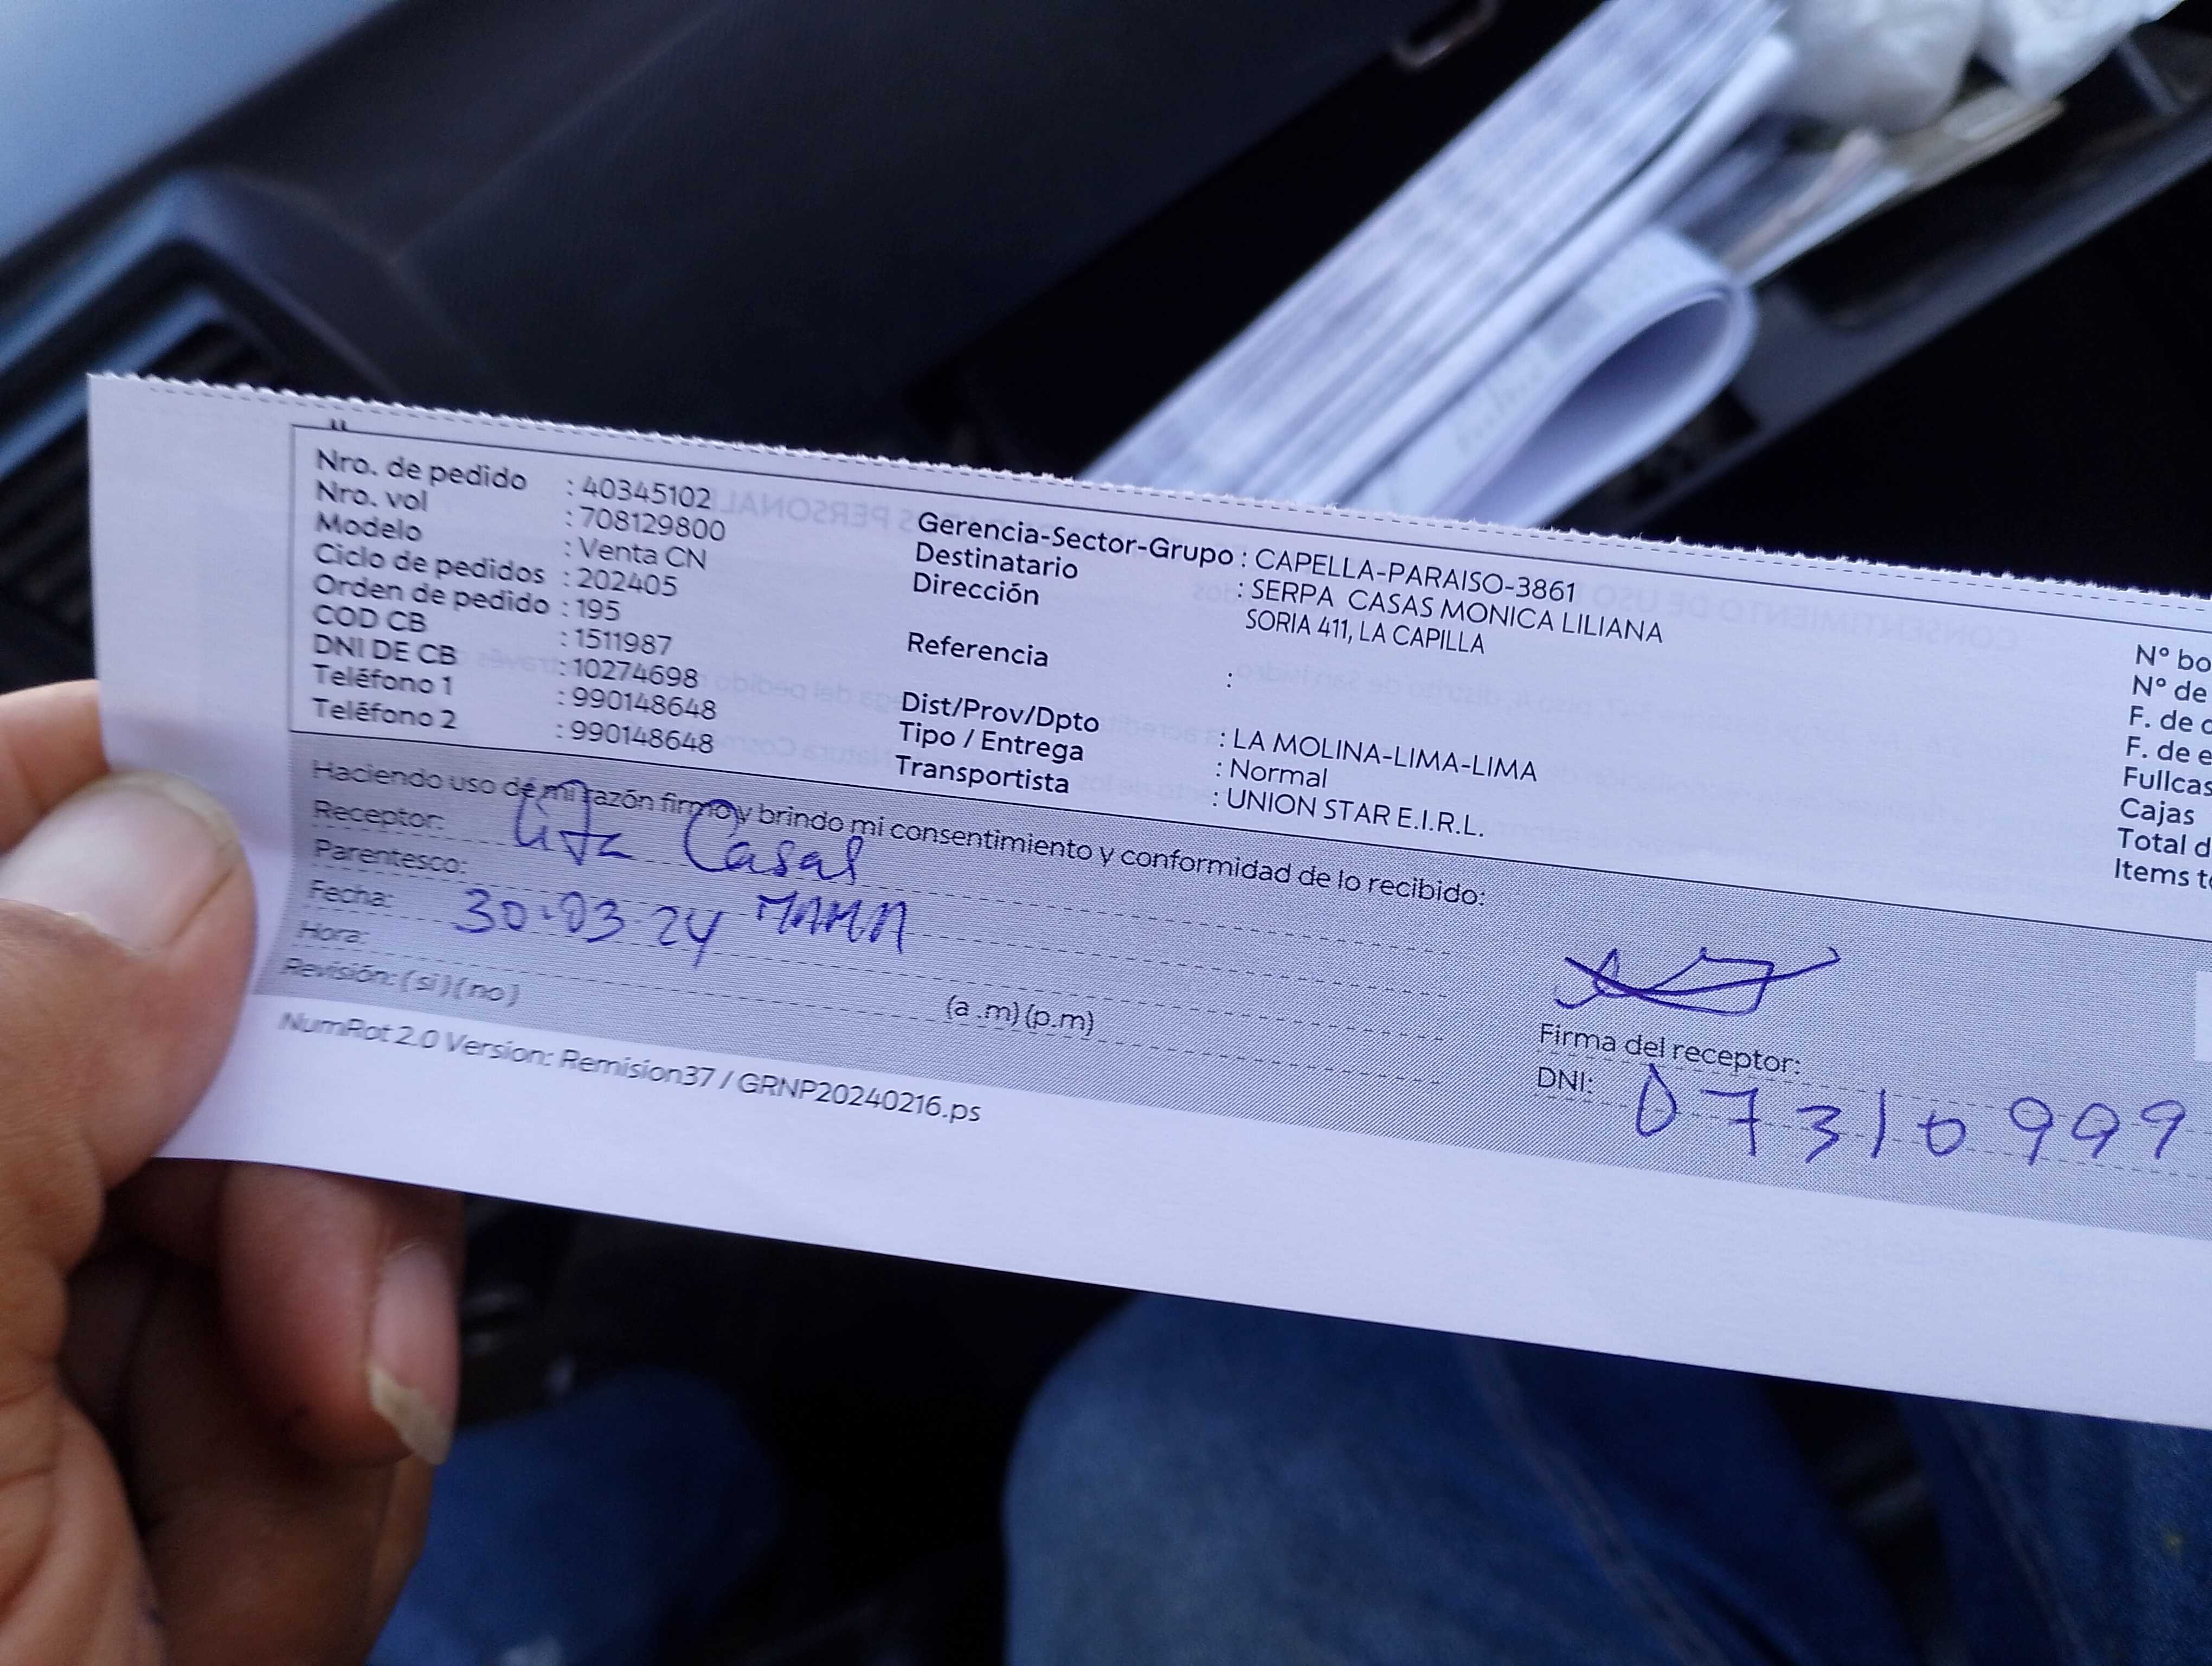 Nro. de pedido : 40345102
Nro. vol : 708129800
Modelo : Venta CN
Ciclo de pedidos : 202405
Orden de pedido : 195
COD CB : 1511987
DNI DE CB : 10274698
Teléfono 1 : 990148648
Teléfono 2 : 990148648
Gerencia-Sector-Grupo : CAPELLA-PARAISO-3861
Destinatario : SERPA CASAS MONICA LILIANA
Dirección SORIA 411, LA CAPILLA
Referencia :
Dist/Prov/Dpto : LA MOLINA-LIMA-LIMA
Tipo / Entrega : Normal
Transportista : UNION STAR E.I.R.L.
N° bo
N° de
F. de
F. de e
Fullcas
Cajas
Total d
Items t
Haciendo uso de mi razón firmo y brindo mi consentimiento y conformidad de lo recibido:
Receptor: Casas
Parentesco: MAMA
Fecha: 30.03.24
Hora: (a .m) (p.m)
Revisión: (si) (no)
Firma del receptor:
DNI: 07310999
NumRot 2.0 Version: Remision37 / GRNP20240216.ps